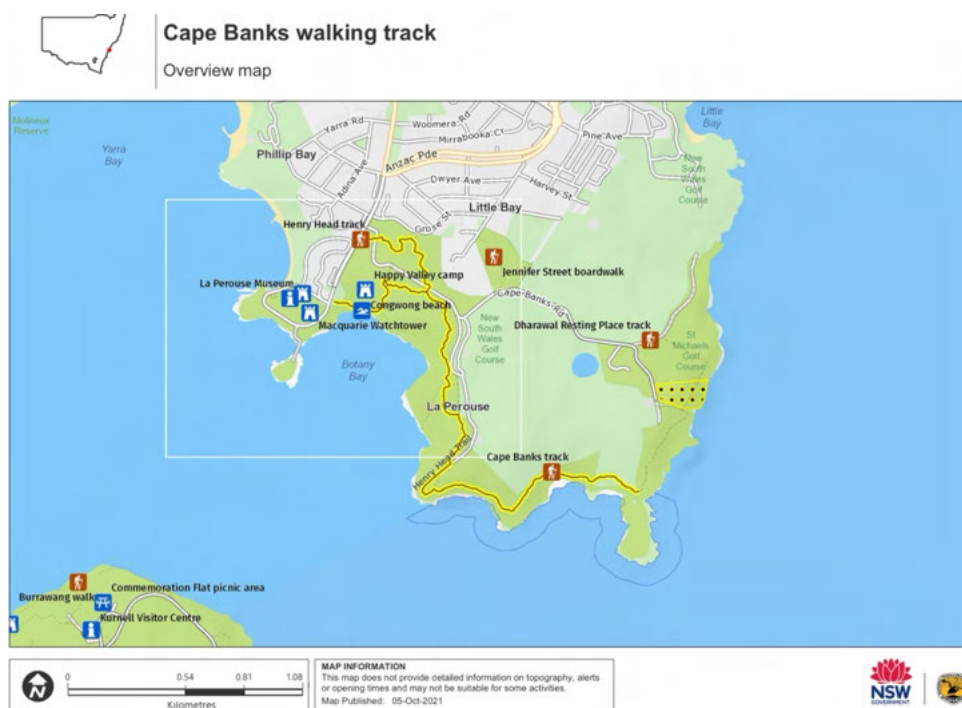 Cape Banks walking track
Overview map
Molineux
Reserve
Yarra
Bay
Little
Bay
Yarra Rd
Woomera Rd
Mirrabooka Ct
Pine Ave
Phillip Bay
Anzac Pde
Adina Ave
Dwyer Ave
Harvey St
New
South
Wales
Golf
Course
Little Bay
Grose St
Henry Head track
Happy Valley camp
Jennifer Street boardwalk
La Perouse Museum
Congwong beach
Cape-Banks-Rd
Macquarie Watchtower
New
South
Wales
Golf
Course
Dharawal Resting Place track
St
Michaels
Golf
Course
Botany
Bay
La Perouse
Henry Head Trail
Cape Banks track
Commemoration Flat picnic area
Burrawang walk
Kurnell Visitor Centre
N
0 0.54 0.81 1.08
Kilometres
MAP INFORMATION
This map does not provide detailed information on topography, alerts
or opening times and may not be suitable for some activities.
Map Published: 05-Oct-2021
NSW
GOVERNMENT